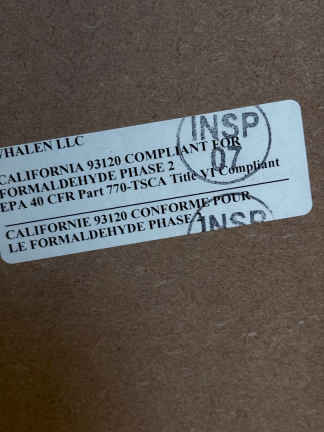 WHALEN LLC
CALIFORNIA 93120 COMPLIANT FOR
FORMALDEHYDE PHASE 2
EPA 40 CFR Part 770-TSCA Title VI Compliant
CALIFORNIE 93120 CONFORME POUR
LE FORMALDEHYDE PHASE 2
INSP
07
INSP